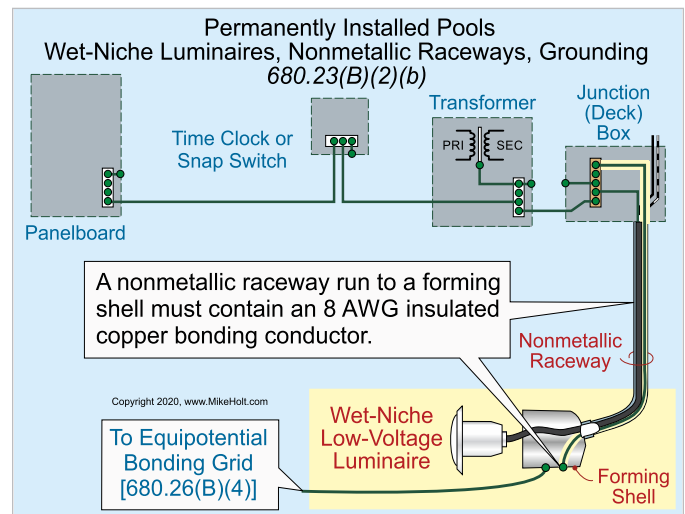 Permanently Installed Pools
Wet-Niche Luminaires, Nonmetallic Raceways, Grounding
680.23(B)(2)(b)
Panelboard
Time Clock or
Snap Switch
Transformer
PRI
SEC
Junction
(Deck)
Box
A nonmetallic raceway run to a forming
shell must contain an 8 AWG insulated
copper bonding conductor.
Nonmetallic
Raceway
Copyright 2020, www.MikeHolt.com
To Equipotential
Bonding Grid
[680.26(B)(4)]
Wet-Niche
Low-Voltage
Luminaire
Forming
Shell